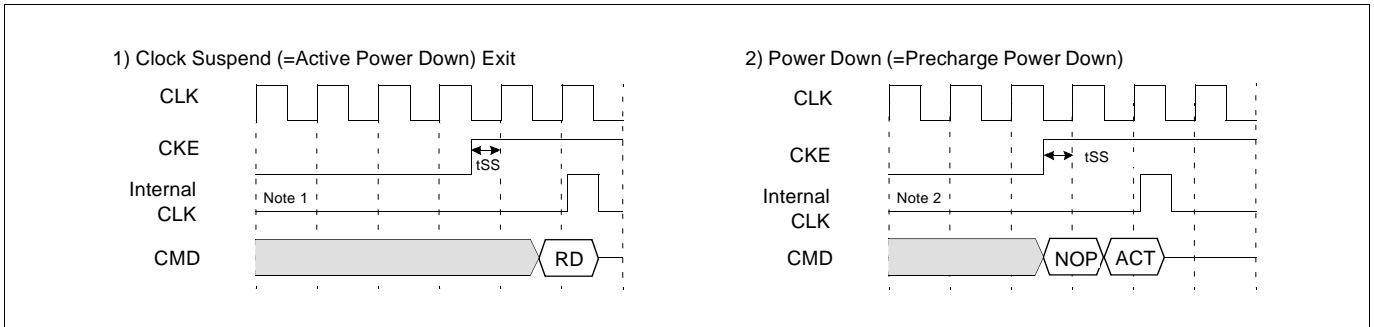 1) Clock Suspend (=Active Power Down) Exit
CLK
CKE
tSS
Internal
CLK
Note 1
CMD
RD
2) Power Down (=Precharge Power Down)
CLK
CKE
tSS
Internal
CLK
Note 2
CMD
NOP
ACT